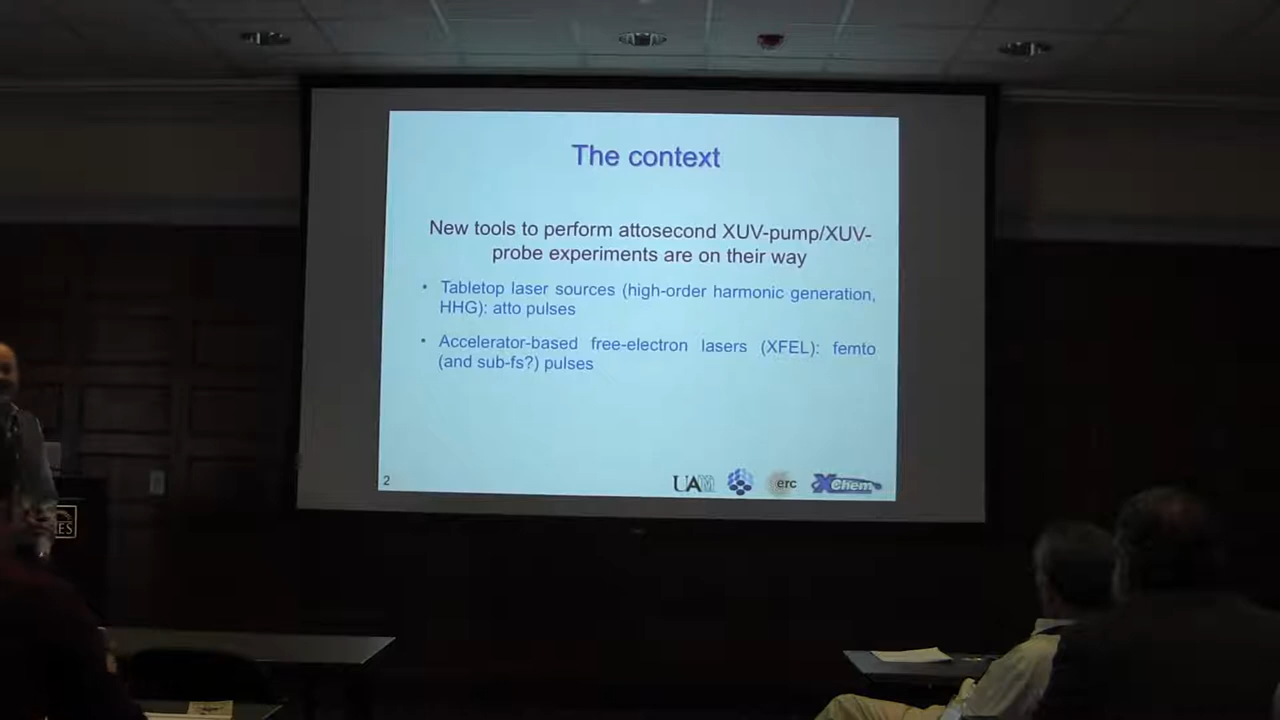 The context
New tools to perform attosecond XUV-pump/XUV-
probe experiments are on their way
• Tabletop laser sources (high-order harmonic generation,
HHG): atto pulses
• Accelerator-based free-electron lasers (XFEL): femto
(and sub-fs?) pulses
2
UAM
erc
XChem
ES